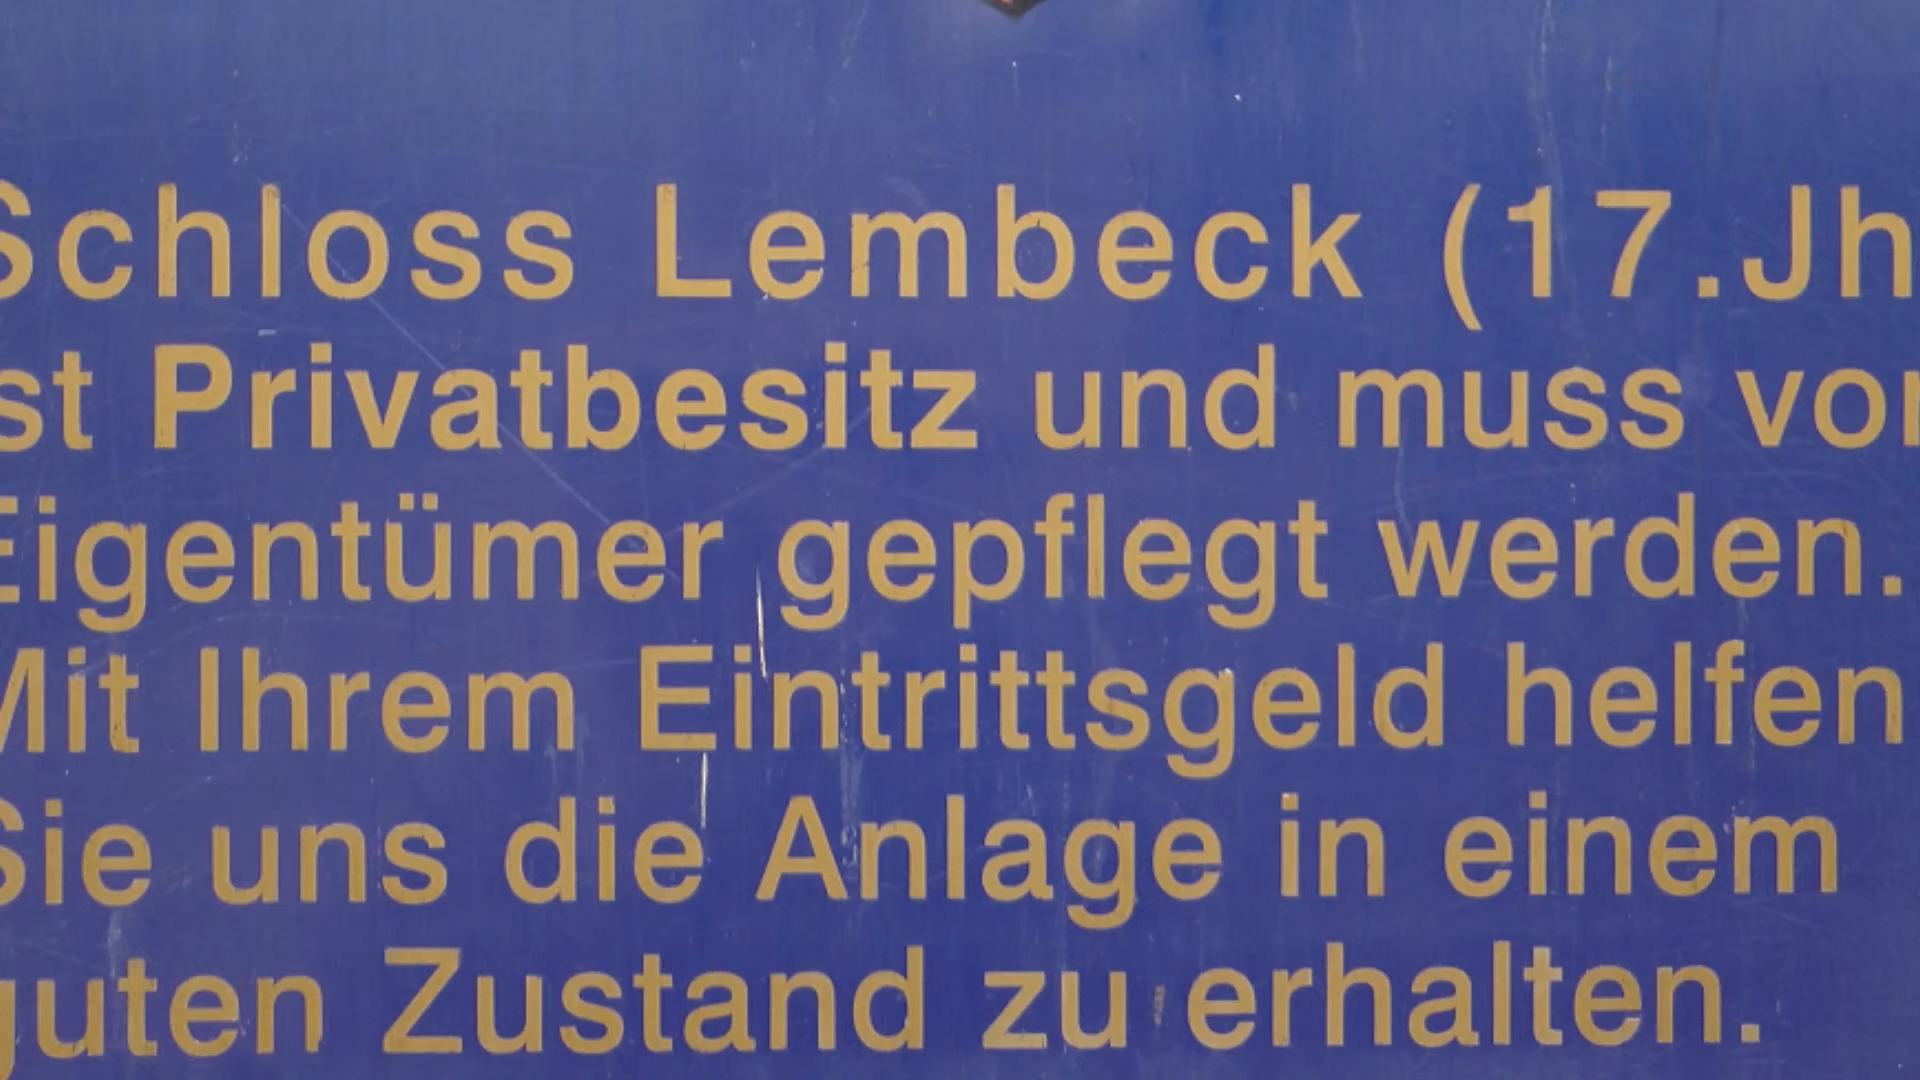 Schloss Lembeck (17.Jh
st Privatbesitz und muss vo
Eigentümer gepflegt werden.
Mit Ihrem Eintrittsgeld helfen
Sie uns die Anlage in einem
guten Zustand zu erhalten.